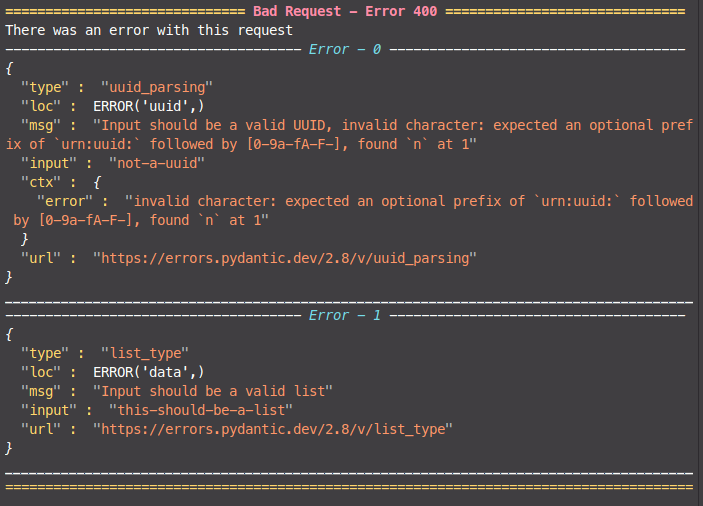 ============================== Bad Request – Error 400 ==============================
There was an error with this request
------------------------------------- Error – 0 -------------------------------------
{
  "type" :  "uuid_parsing"
  "loc" :  ERROR('uuid',)
  "msg" :  "Input should be a valid UUID, invalid character: expected an optional pref
ix of `urn:uuid:` followed by [0-9a-fA-F-], found `n` at 1"
  "input" :  "not-a-uuid"
  "ctx" :  {
    "error" :  "invalid character: expected an optional prefix of `urn:uuid:` followed
 by [0-9a-fA-F-], found `n` at 1"
  }
  "url" :  "https://errors.pydantic.dev/2.8/v/uuid_parsing"
}
______________________________________________________________________________________
------------------------------------- Error – 1 -------------------------------------
{
  "type" :  "list_type"
  "loc" :  ERROR('data',)
  "msg" :  "Input should be a valid list"
  "input" :  "this-should-be-a-list"
  "url" :  "https://errors.pydantic.dev/2.8/v/list_type"
}
______________________________________________________________________________________
======================================================================================